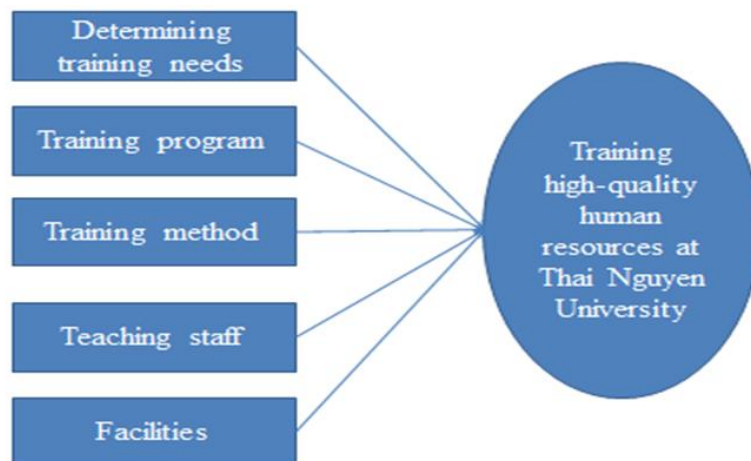 Determining
training needs
Training program
Training method
Teaching staff
Facilities
Training
high-quality
human
resources at
Thai Nguyen
University